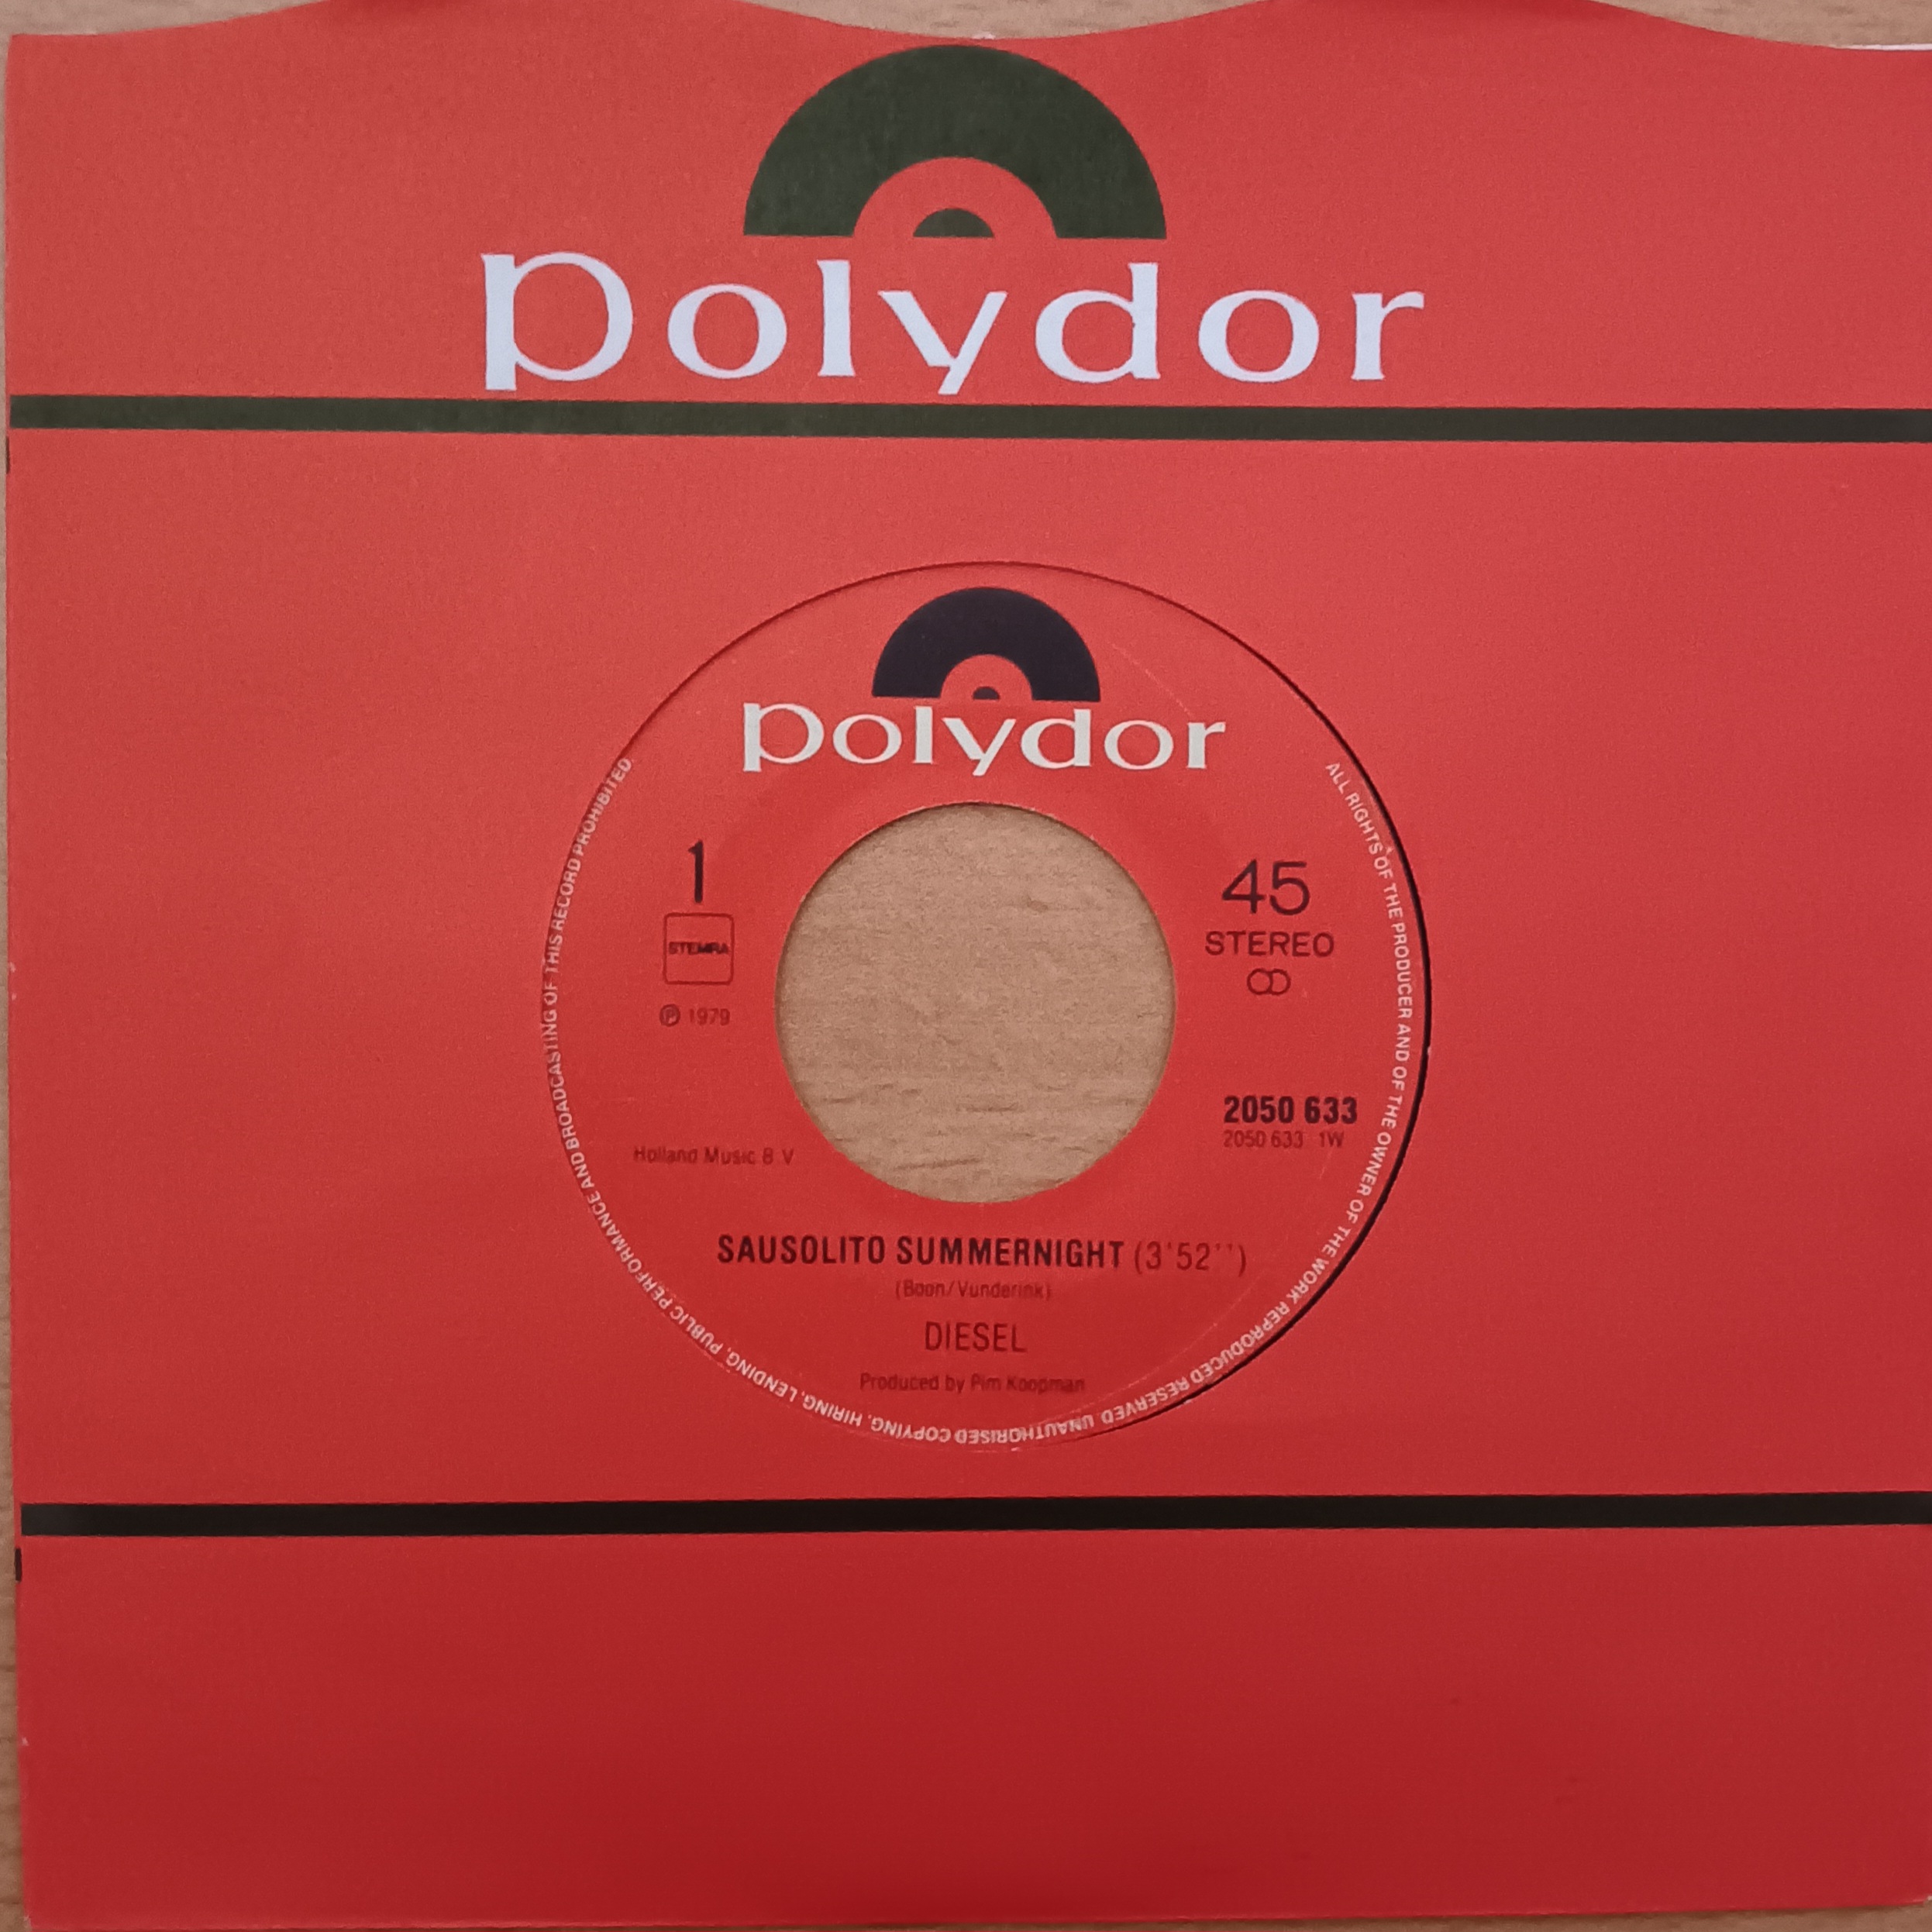 polydor
polydor
1
STEMRA
℗ 1979
45
STEREO
2050 633
2050 633 1W
Holland Music B.V
SAUSOLITO SUMMERNIGHT (3'52'')
(Boon/Vunderink)
DIESEL
Produced by Pim Koopman
ALL RIGHTS OF THE PRODUCER AND OF THE OWNER OF THE WORK REPRODUCED RESERVED. UNAUTHORISED COPYING, HIRING, LENDING, PUBLIC PERFORMANCE AND BROADCASTING OF THIS RECORD PROHIBITED.